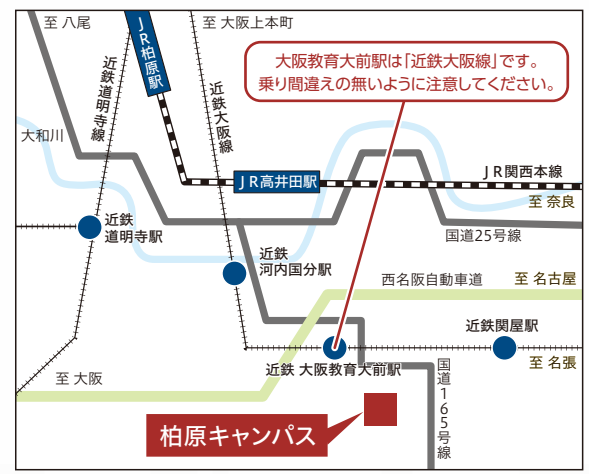 至 八尾
至 大阪上本町
JR柏原駅
大阪教育大前駅は「近鉄大阪線」です。
乗り間違えの無いように注意してください。
近鉄道明寺線
近鉄大阪線
大和川
JR関西本線
JR高井田駅
至 奈良
近鉄
道明寺駅
国道25号線
近鉄
河内国分駅
西名阪自動車道
至 名古屋
近鉄関屋駅
至 名張
近鉄 大阪教育大前駅
至 大阪
国道165号線
柏原キャンパス